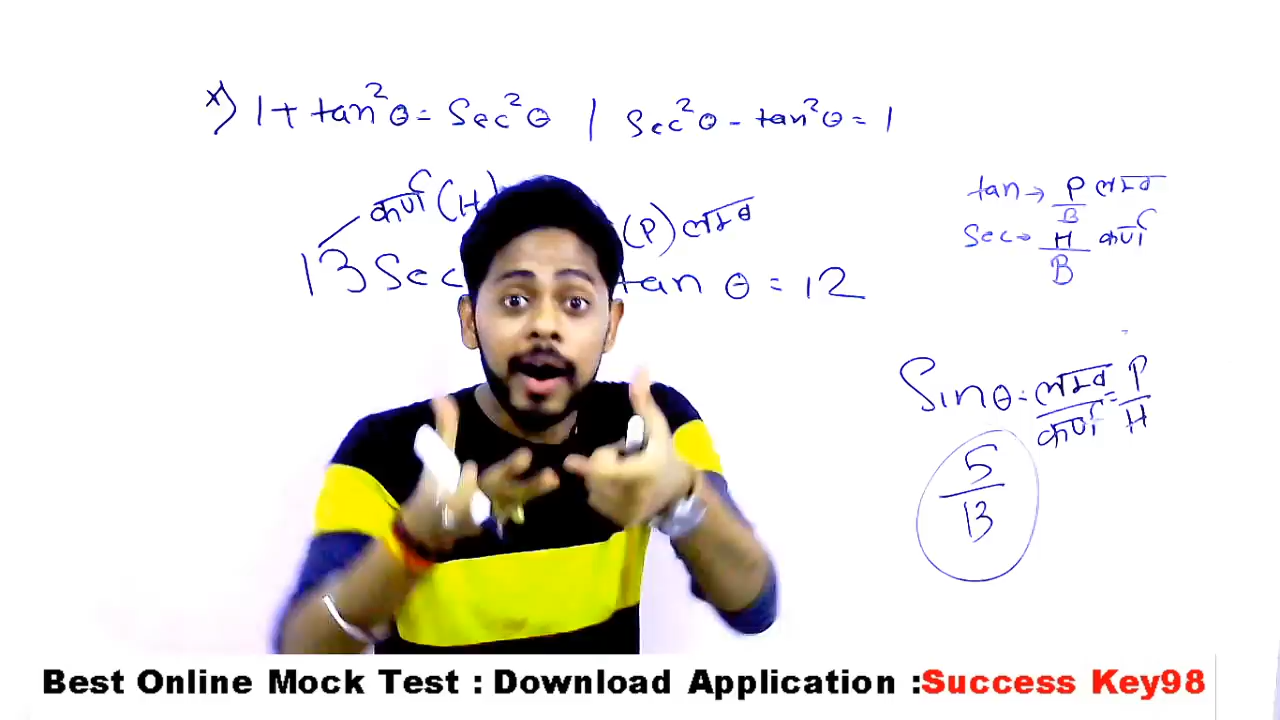 *) 1 + tan²θ = Sec²θ | Sec²θ - tan²θ = 1
कर्ण (H) (P) लम्ब
13 Sec tan θ = 12
tan → P/B लम्ब
Sec → H/B कर्ण
Sinθ = लम्ब/कर्ण = P/H
5/13
Best Online Mock Test : Download Application :Success Key98